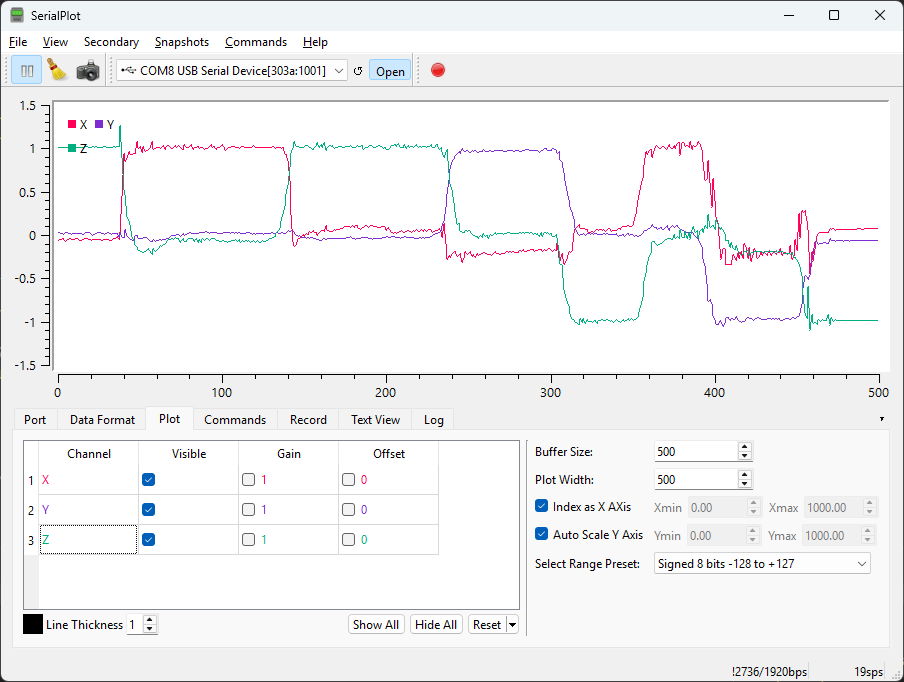 SerialPlot
File View Secondary Snapshots Commands Help
COM8 USB Serial Device[303a:1001] Open
1.5
X Y
Z
1
0.5
0
-0.5
-1
-1.5
0 100 200 300 400 500
Port Data Format Plot Commands Record Text View Log
Channel Visible Gain Offset
1 X 1 0
2 Y 1 0
3 Z 1 0
Line Thickness 1 Show All Hide All Reset
Buffer Size: 500
Plot Width: 500
Index as X AXis Xmin 0.00 Xmax 1000.00
Auto Scale Y Axis Ymin 0.00 Ymax 1000.00
Select Range Preset: Signed 8 bits -128 to +127
!2736/1920bps 19sps